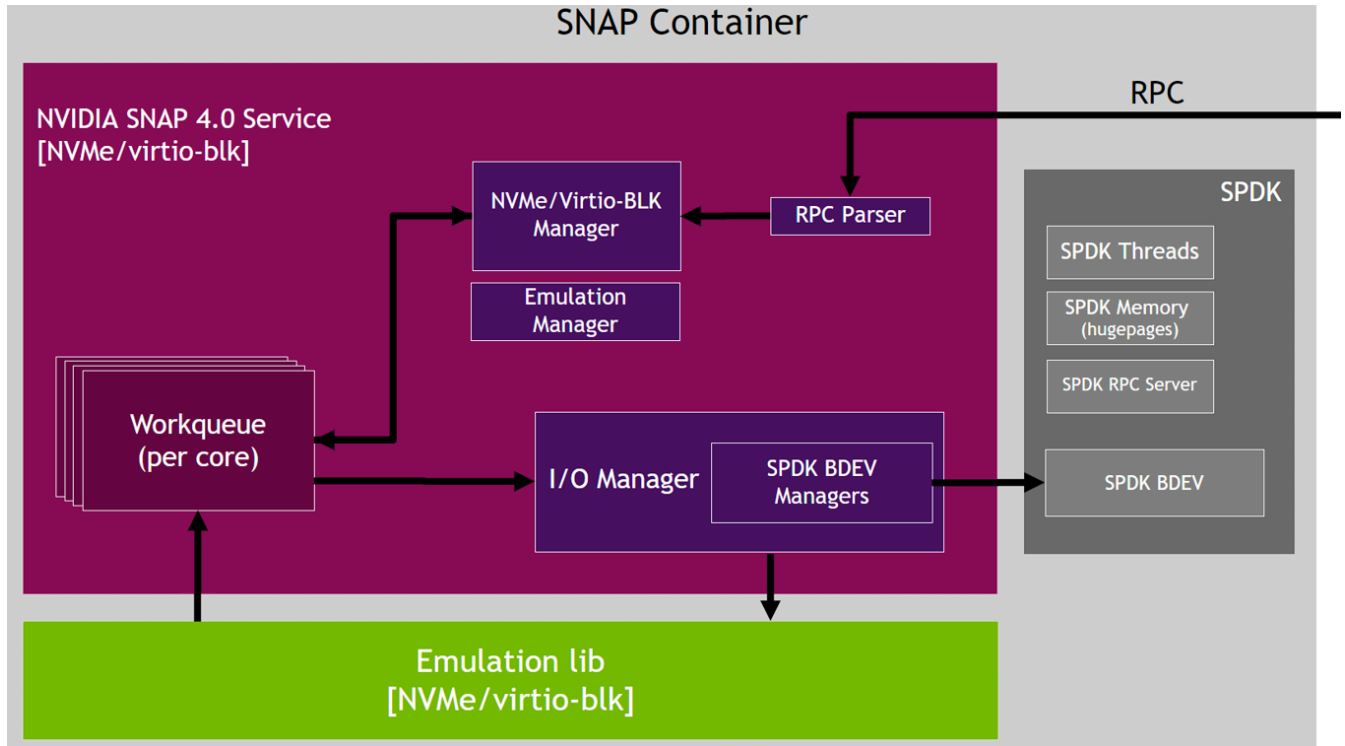 SNAP Container
NVIDIA SNAP 4.0 Service
[NVMe/virtio-blk]
RPC
NVMe/Virtio-BLK
Manager
RPC Parser
Emulation
Manager
Workqueue
(per core)
I/O Manager
SPDK BDEV
Managers
SPDK
SPDK Threads
SPDK Memory
(hugepages)
SPDK RPC Server
SPDK BDEV
Emulation lib
[NVMe/virtio-blk]